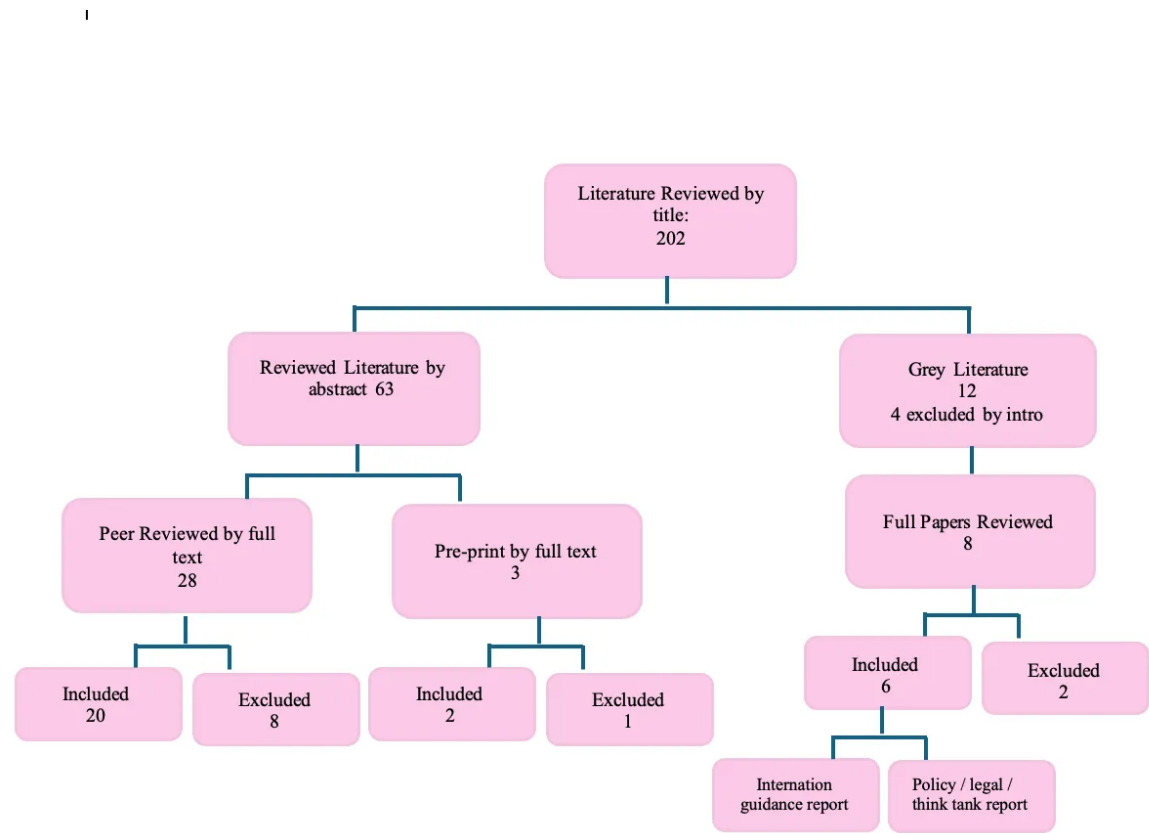 Literature Reviewed by
title:
202
Reviewed Literature by
abstract 63
Grey Literature
12
4 excluded by intro
Peer Reviewed by full
text
28
Pre-print by full text
3
Full Papers Reviewed
8
Included
20
Excluded
8
Included
2
Excluded
1
Included
6
Excluded
2
Internation
guidance report
Policy / legal /
think tank report